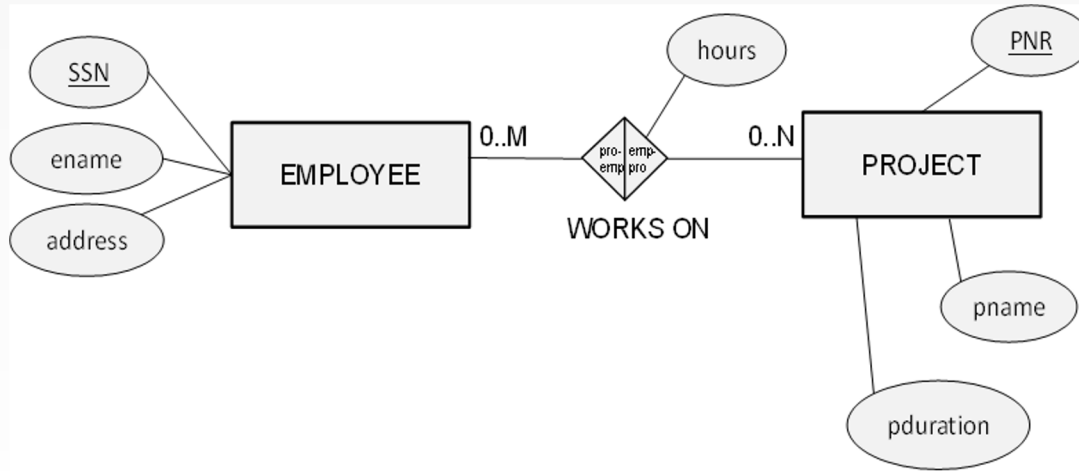 hours
PNR
SSN
0..M
0..N
ename
EMPLOYEE
pro-
emp
emp-
pro
PROJECT
address
WORKS ON
pname
pduration